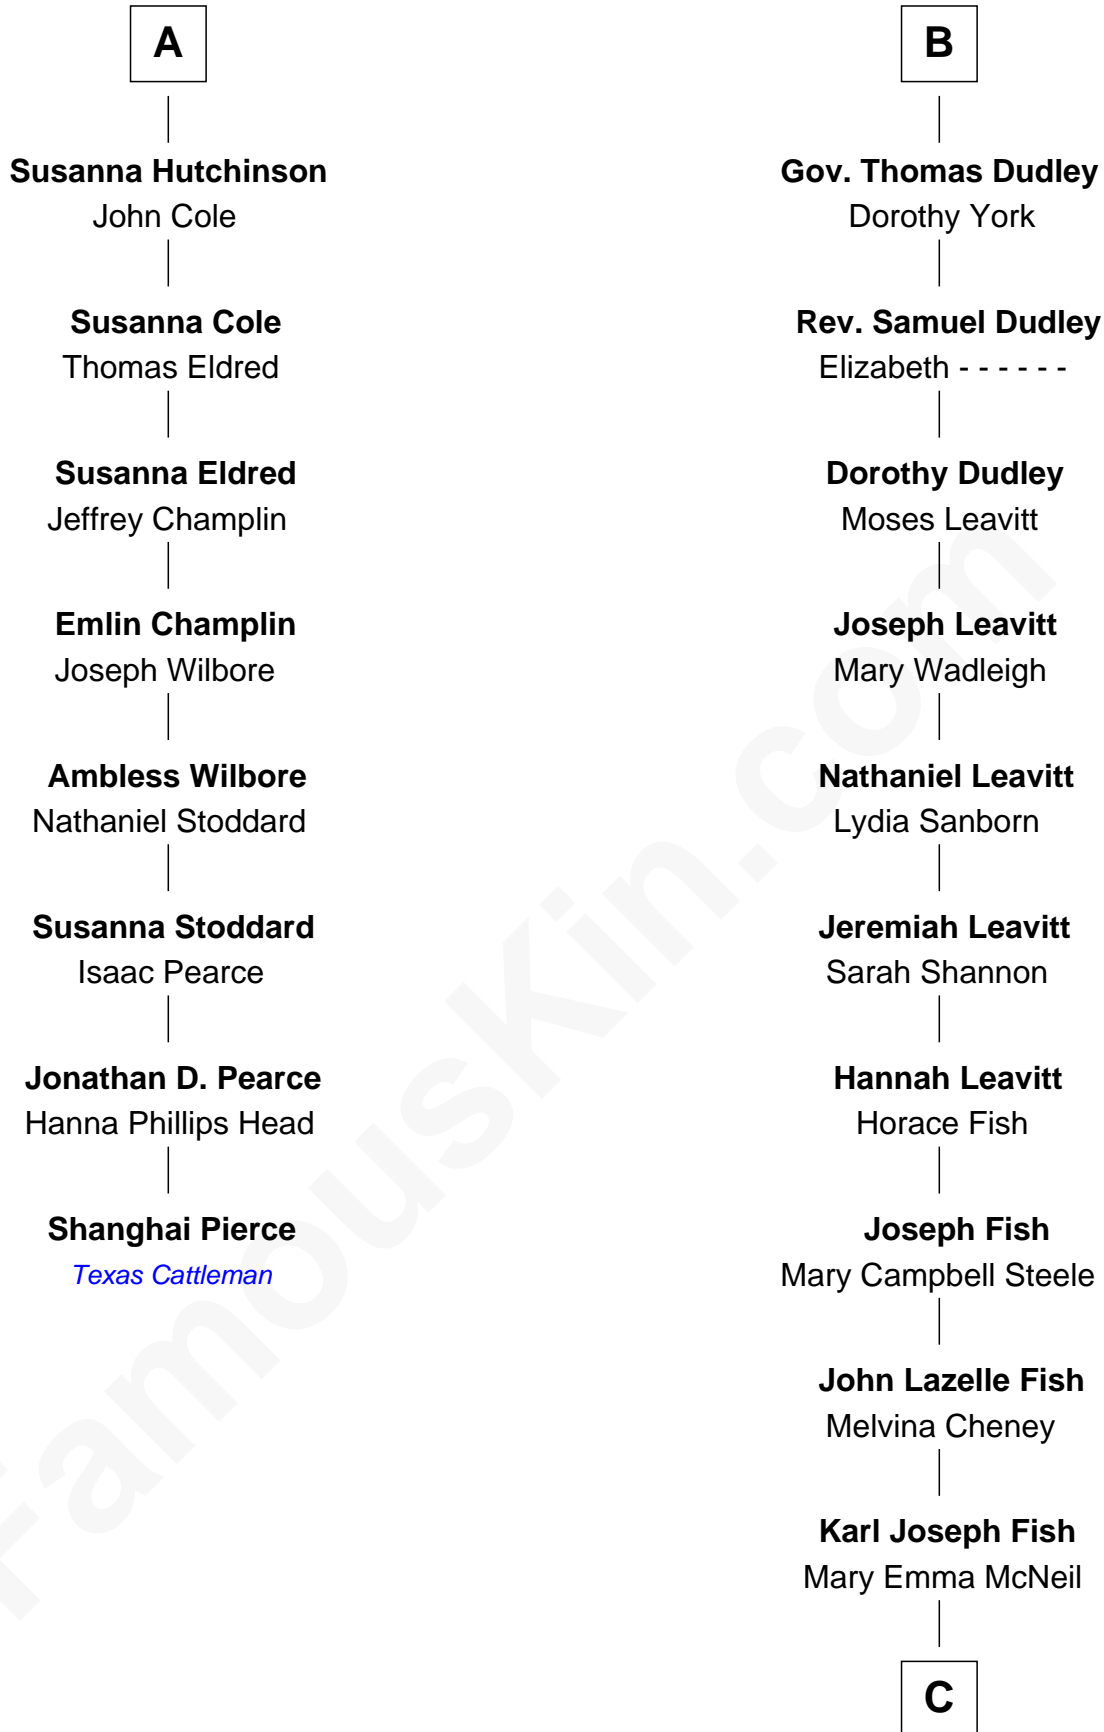 A
Susanna Hutchinson
John Cole
Susanna Cole
Thomas Eldred
Susanna Eldred
Jeffrey Champlin
Emlin Champlin
Joseph Wilbore
Ambless Wilbore
Nathaniel Stoddard
Susanna Stoddard
Isaac Pearce
Jonathan D. Pearce
Hanna Phillips Head
Shanghai Pierce
Texas Cattleman
B
Gov. Thomas Dudley
Dorothy York
Rev. Samuel Dudley
Elizabeth - - - - - -
Dorothy Dudley
Moses Leavitt
Joseph Leavitt
Mary Wadleigh
Nathaniel Leavitt
Lydia Sanborn
Jeremiah Leavitt
Sarah Shannon
Hannah Leavitt
Horace Fish
Joseph Fish
Mary Campbell Steele
John Lazelle Fish
Melvina Cheney
Karl Joseph Fish
Mary Emma McNeil
C
FamousKin.com